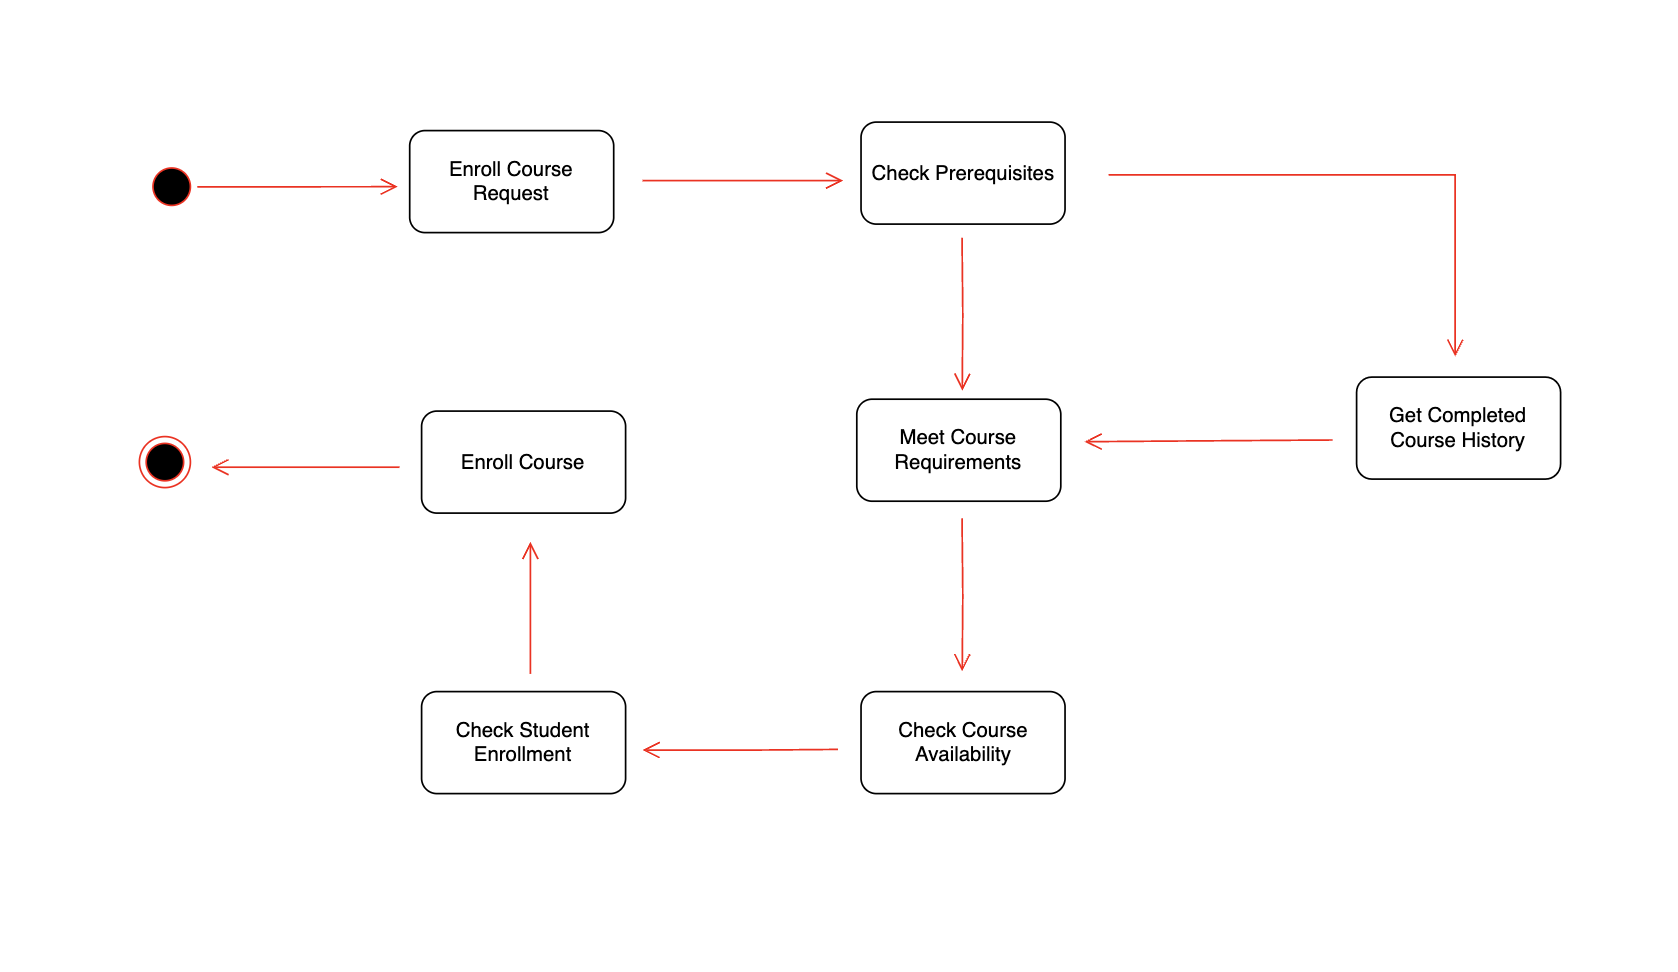 Enroll Course
Request
Check Prerequisites
Get Completed
Course History
Meet Course
Requirements
Enroll Course
Check Student
Enrollment
Check Course
Availability